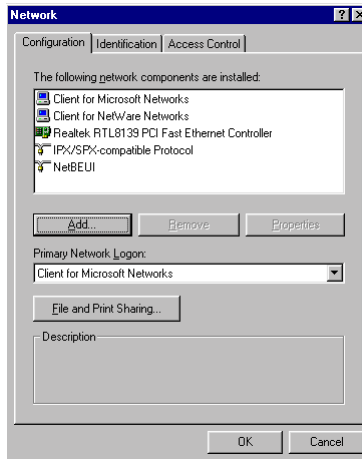 Network
Configuration Identification Access Control
The following network components are installed:
Client for Microsoft Networks
Client for NetWare Networks
Realtek RTL8139 PCI Fast Ethernet Controller
IPX/SPX-compatible Protocol
NetBEUI
Add... Remove Properties
Primary Network Logon:
Client for Microsoft Networks
File and Print Sharing...
Description
OK Cancel